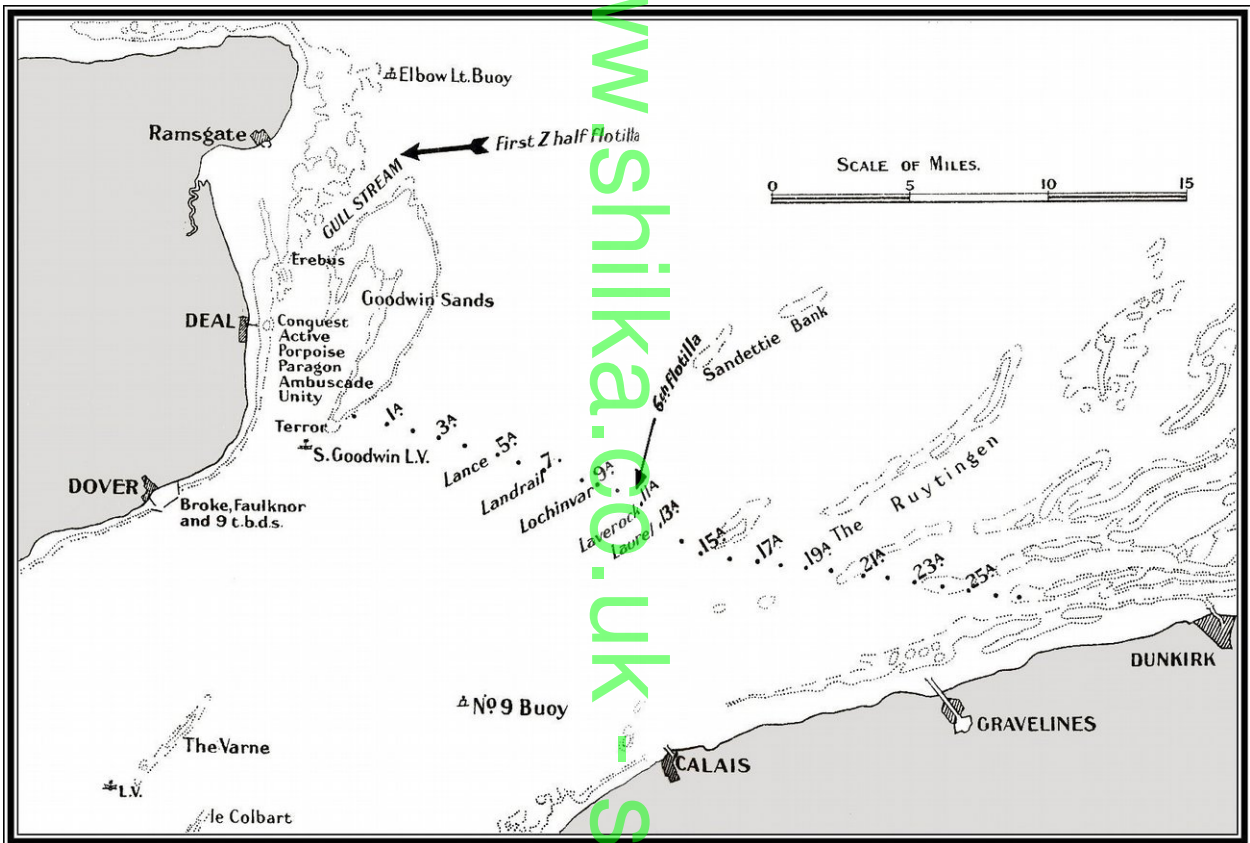 Elbow Lt. Buoy
Ramsgate
First Z half flotilla
GULL STREAM
SCALE OF MILES.
0 5 10 15
Erebus
Goodwin Sands
DEAL
Conquest
Active
Porpoise
Paragon
Ambuscade
Unity
Terror
S. Goodwin L.V.
Sandettie Bank
6th Flotilla
1A
3A
5A
7
9A
11A
13A
15A
17A
19A
21A
23
25A
Lance
Landrail
Lochinvar
Laverock
Laurel
The Ruytingen
DOVER
Broke, Faulknor
and 9 t.b.d.s.
DUNKIRK
No 9 Buoy
GRAVELINES
The Varne
CALAIS
L.V.
le Colbart
w.shilka.co.uk - s